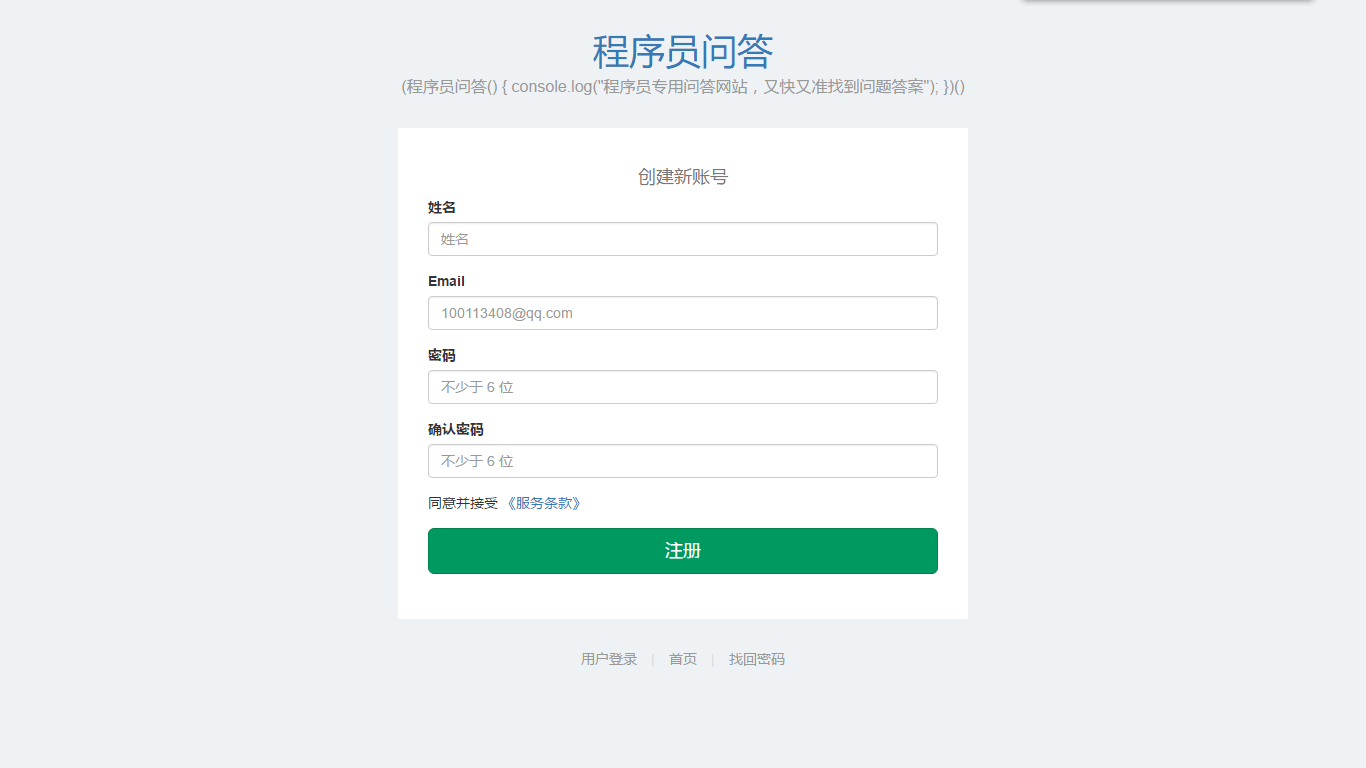 程序员问答
(程序员问答() { console.log("程序员专用问答网站，又快又准找到问题答案"); })()
创建新账号
姓名
姓名
Email
100113408@qq.com
密码
不少于 6 位
确认密码
不少于 6 位
同意并接受 《服务条款》
注册
用户登录 | 首页 | 找回密码